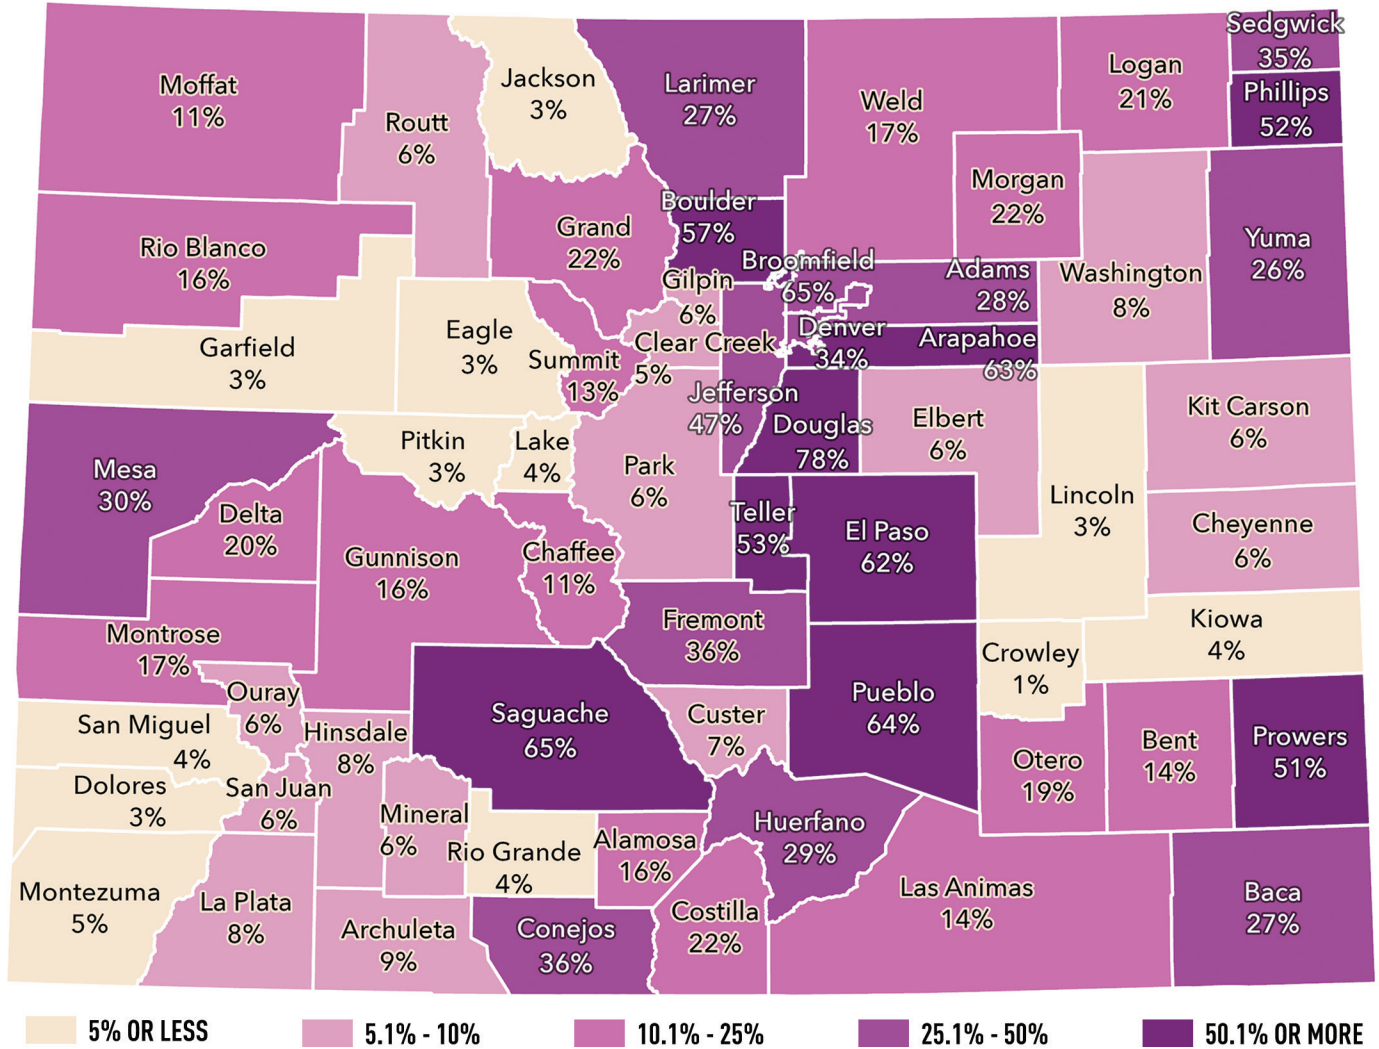 Moffat
11%
Routt
6%
Jackson
3%
Larimer
27%
Weld
17%
Logan
21%
Sedgwick
35%
Phillips
52%
Morgan
22%
Rio Blanco
16%
Grand
22%
Boulder
57%
Broomfield
65%
Adams
28%
Washington
8%
Yuma
26%
Gilpin
6%
Garfield
3%
Eagle
3%
Summit
13%
Clear Creek
5%
Denver
34%
Arapahoe
63%
Jefferson
47%
Douglas
78%
Elbert
6%
Kit Carson
6%
Mesa
30%
Pitkin
3%
Lake
4%
Park
6%
Lincoln
3%
Cheyenne
6%
Delta
20%
Gunnison
16%
Chaffee
11%
Teller
53%
El Paso
62%
Montrose
17%
Fremont
36%
Kiowa
4%
Crowley
1%
Ouray
6%
Hinsdale
8%
Saguache
65%
Custer
7%
Pueblo
64%
Otero
19%
Bent
14%
Prowers
51%
San Miguel
4%
Dolores
3%
San Juan
6%
Mineral
6%
Rio Grande
4%
Alamosa
16%
Huerfano
29%
Montezuma
5%
La Plata
8%
Archuleta
9%
Conejos
36%
Costilla
22%
Las Animas
14%
Baca
27%
5% OR LESS
5.1% - 10%
10.1% - 25%
25.1% - 50%
50.1% OR MORE